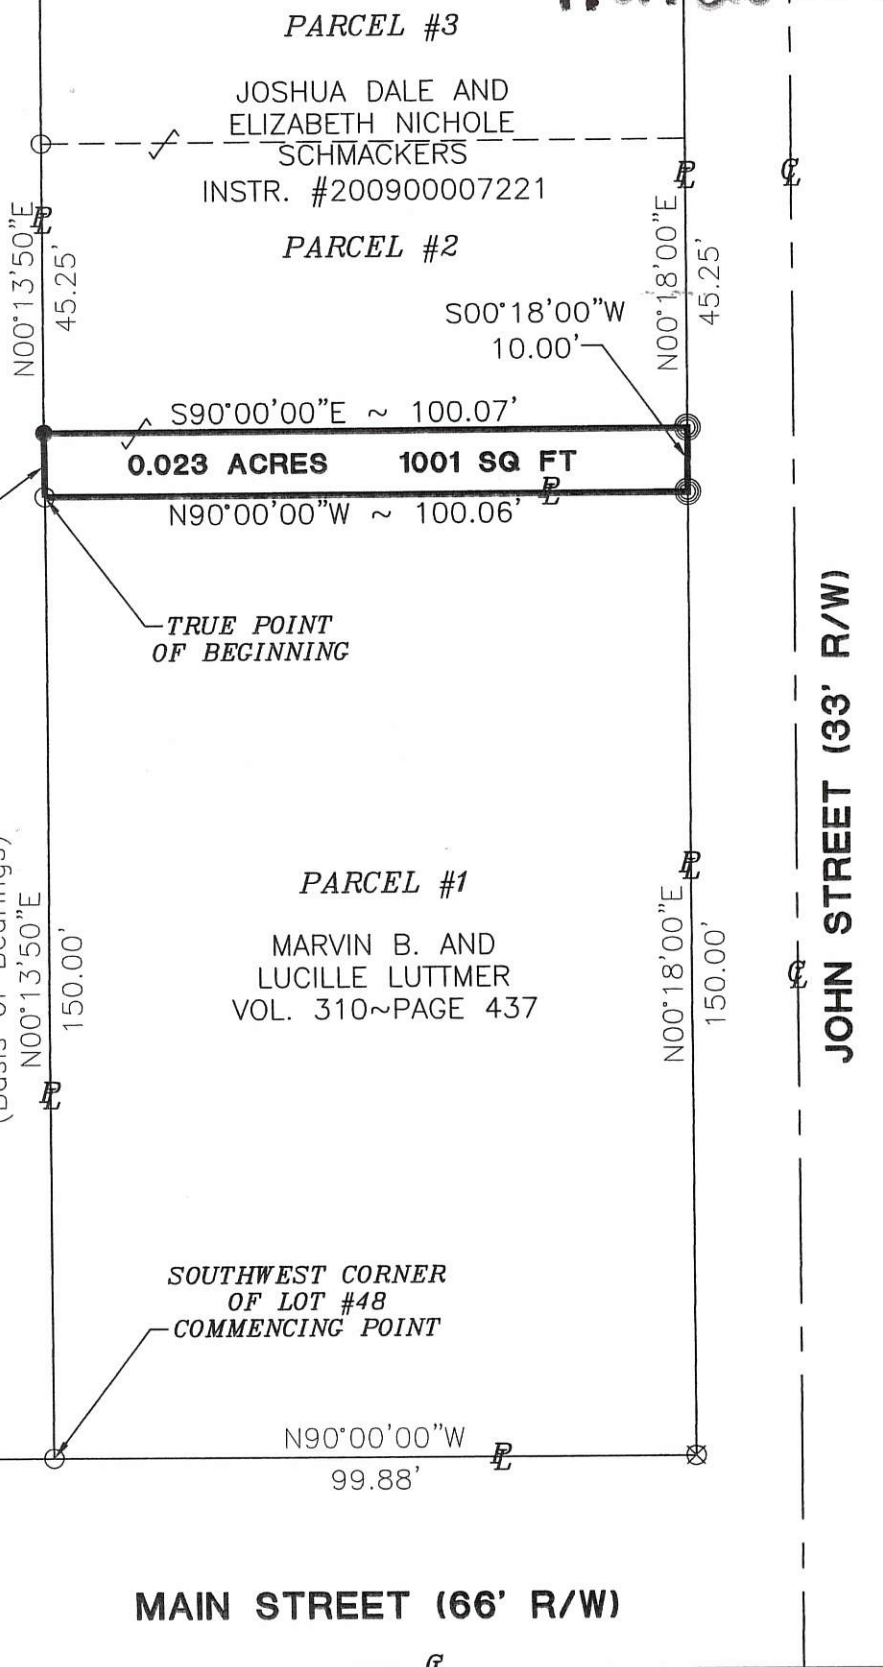 PARCEL #3
JOSHUA DALE AND
ELIZABETH NICHOLE
SCHMACKERS
INSTR. #200900007221
PARCEL #2
N00°13'50"E
45.25'
N00°18'00"E
45.25'
S00°18'00"W
10.00'
S90°00'00"E ~ 100.07'
0.023 ACRES 1001 SQ FT
N90°00'00"W ~ 100.06'
TRUE POINT
OF BEGINNING
JOHN STREET (33' R/W)
PARCEL #1
MARVIN B. AND
LUCILLE LUTTMER
VOL. 310~PAGE 437
(Basis of Bearings)
N00°13'50"E
150.00'
N00°18'00"E
150.00'
SOUTHWEST CORNER
OF LOT #48
COMMENCING POINT
N90°00'00"W
99.88'
MAIN STREET (66' R/W)